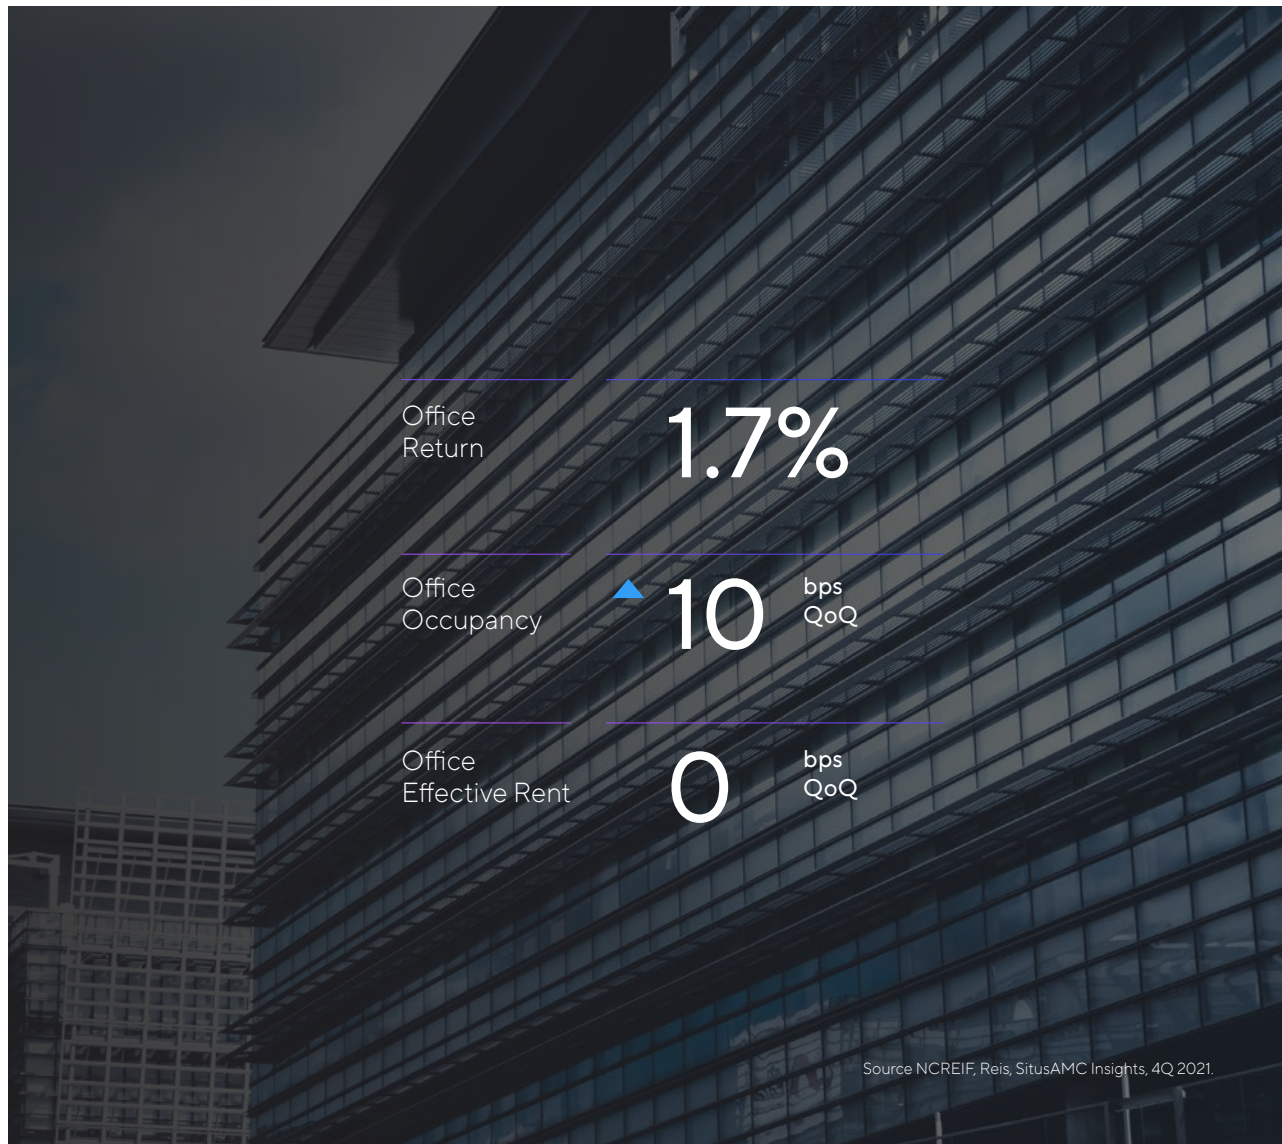 Office
Return
1.7%
Office
Occupancy
10
bps
QoQ
Office
Effective Rent
0
bps
QoQ
Source NCREIF, Reis, SitusAMC Insights, 4Q 2021.